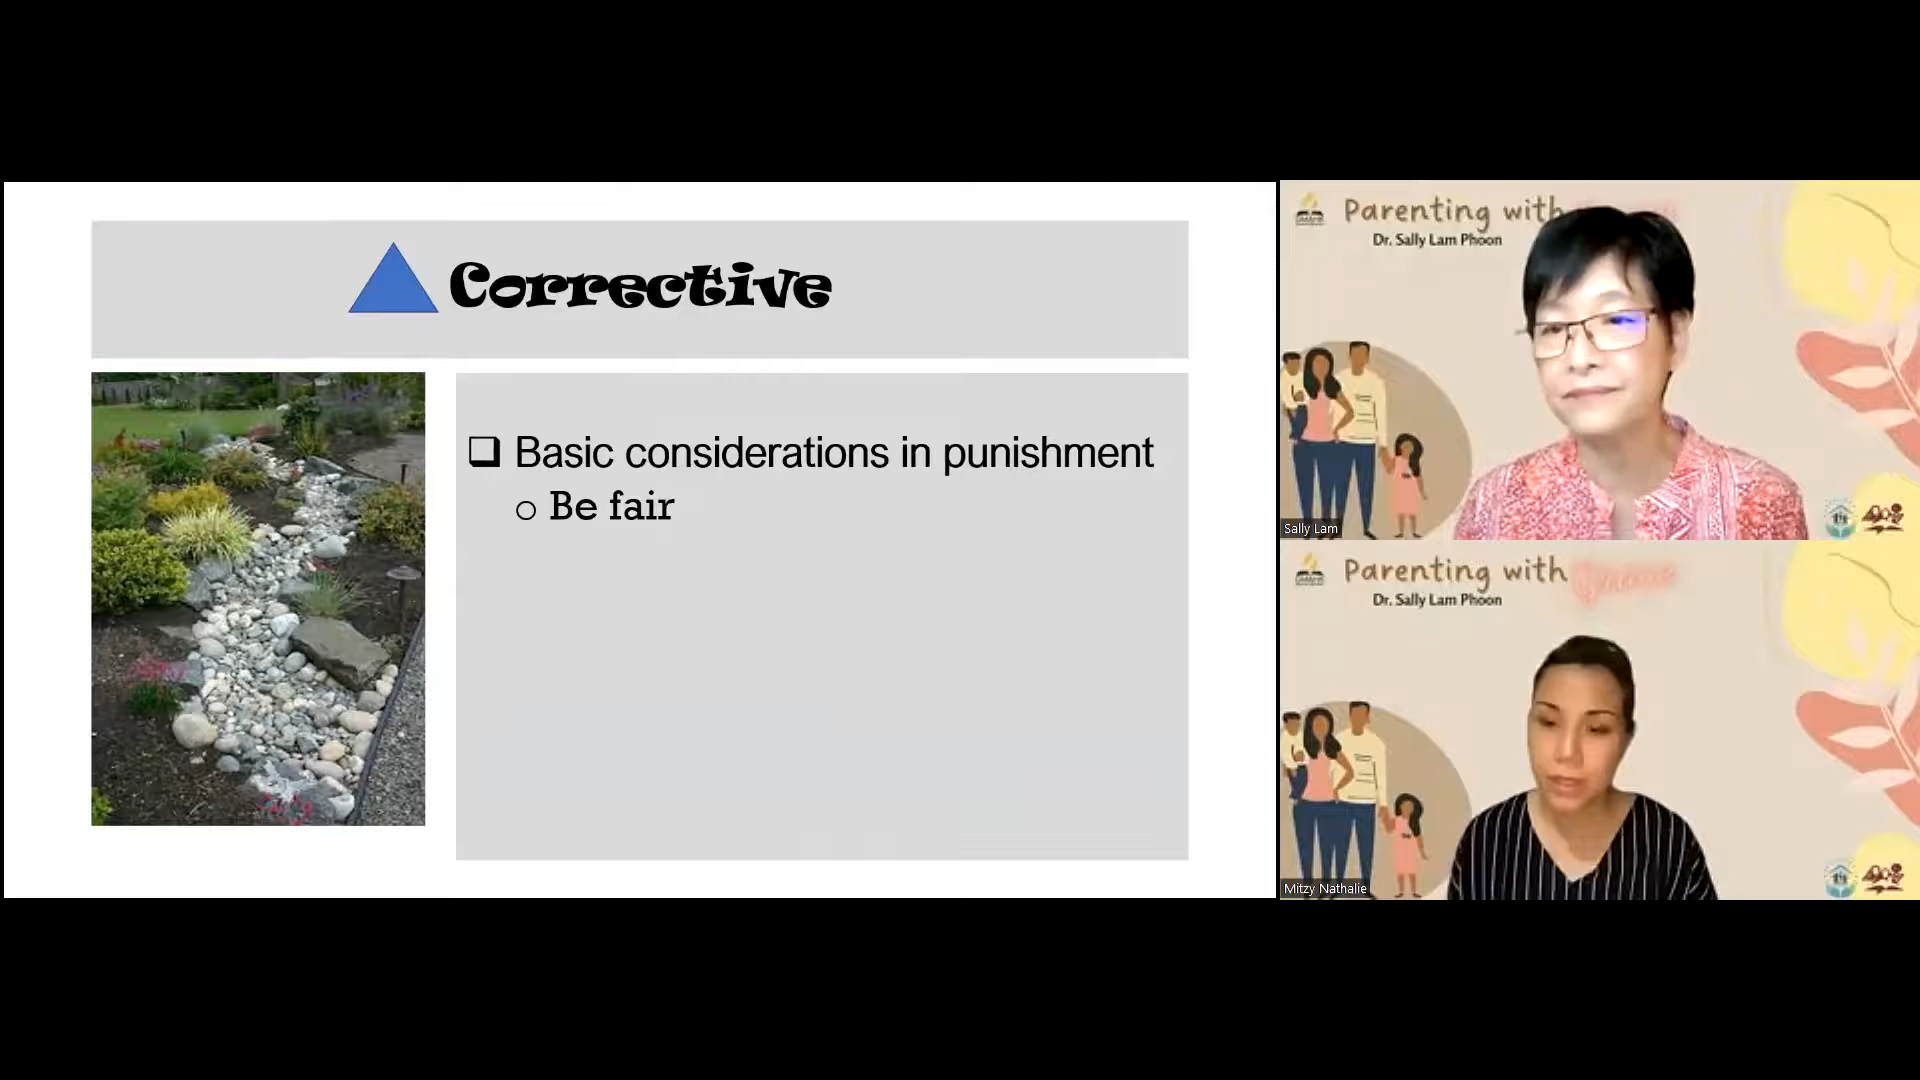 Corrective
Basic considerations in punishment
Be fair
Parenting with
Dr. Sally Lam Phoon
Sally Lam
Parenting with
Dr. Sally Lam Phoon
Mitzy Nathalie